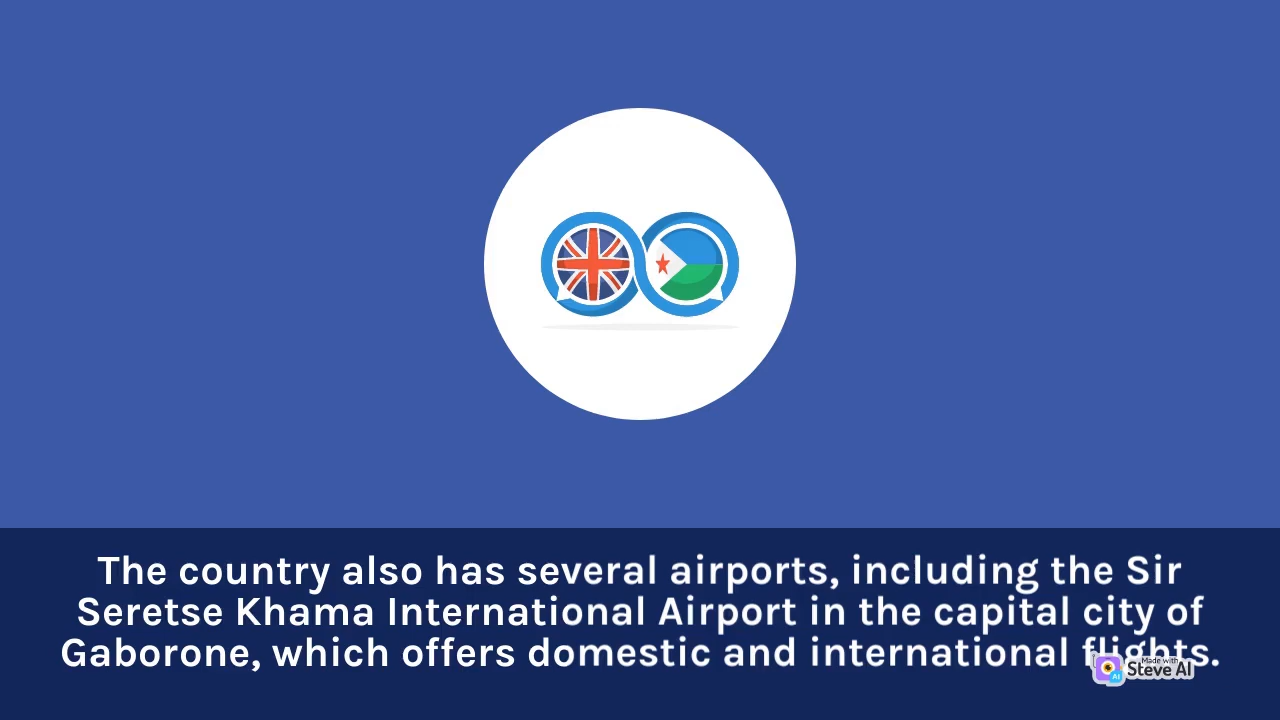 The country also has several airports, including the Sir
Seretse Khama International Airport in the capital city of
Gaborone, which offers domestic and international flights.
Made with
Steve AI
AI